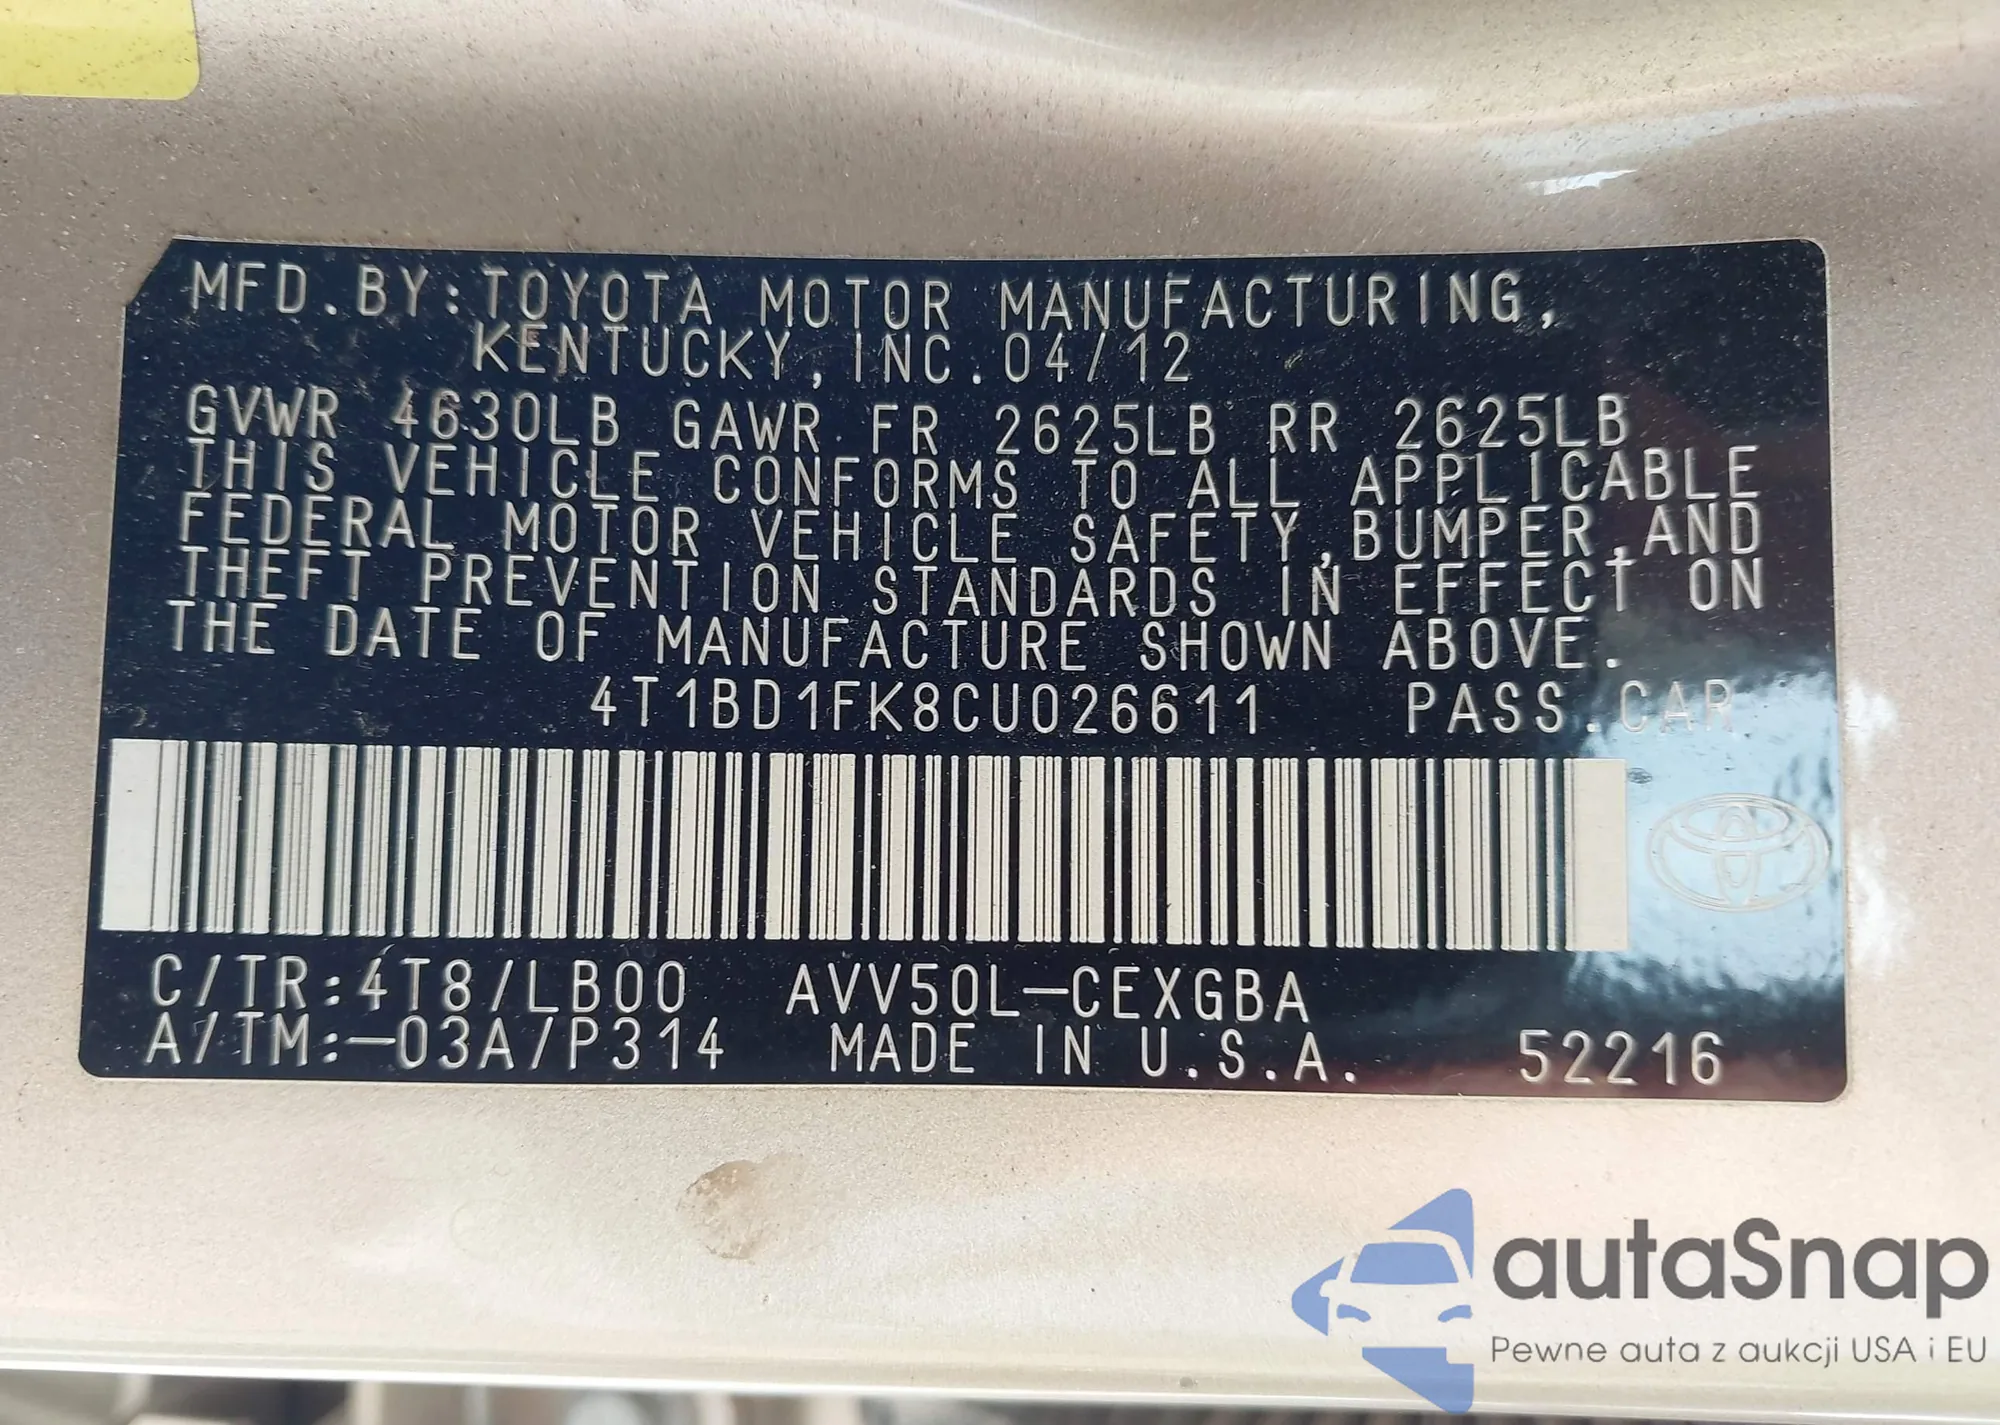 MFD.BY:TOYOTA MOTOR MANUFACTURING,
KENTUCKY,INC.04/12
GVWR 4630LB GAWR FR 2625LB RR 2625LB
THIS VEHICLE CONFORMS TO ALL APPLICABLE
FEDERAL MOTOR VEHICLE SAFETY,BUMPER,AND
THEFT PREVENTION STANDARDS IN EFFECT ON
THE DATE OF MANUFACTURE SHOWN ABOVE.
4T1BD1FK8CU026611 PASS.CAR
C/TR:4T8/LB00 AVV50L-CEXGBA
A/TM:-03A/P314 MADE IN U.S.A. 52216
autaSnap
Pewne auta z aukcji USA i EU